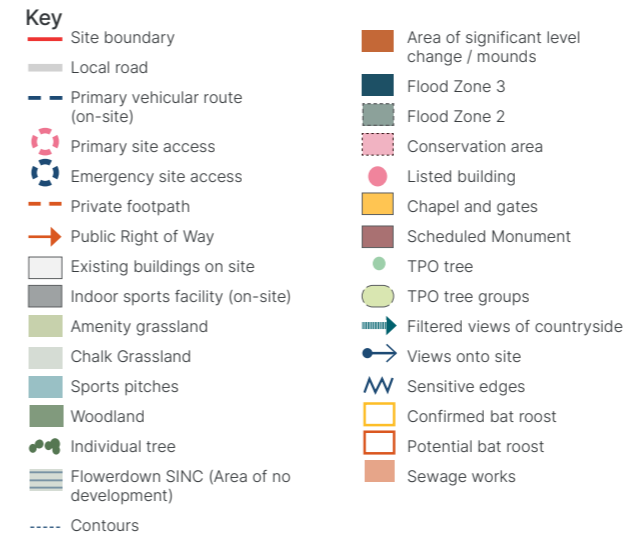 Key
Site boundary
Local road
Primary vehicular route
(on-site)
Primary site access
Emergency site access
Private footpath
Public Right of Way
Existing buildings on site
Indoor sports facility (on-site)
Amenity grassland
Chalk Grassland
Sports pitches
Woodland
Individual tree
Flowerdown SINC (Area of no
development)
Contours
Area of significant level
change / mounds
Flood Zone 3
Flood Zone 2
Conservation area
Listed building
Chapel and gates
Scheduled Monument
TPO tree
TPO tree groups
Filtered views of countryside
Views onto site
Sensitive edges
Confirmed bat roost
Potential bat roost
Sewage works